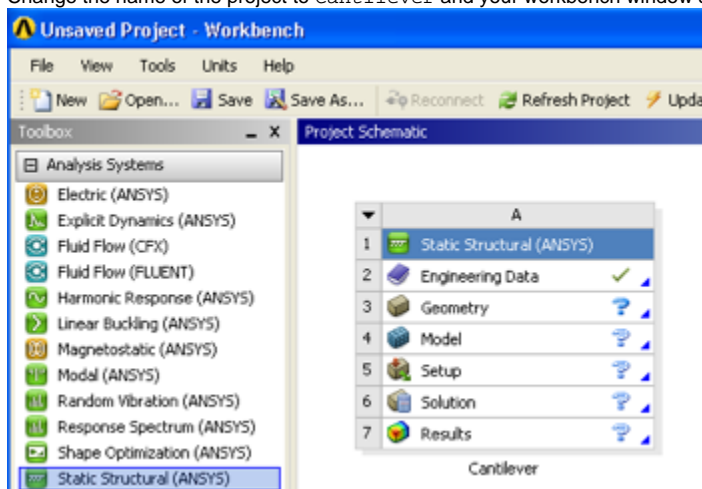 Change the name of the project to Cantilever and your workbench window
Unsaved Project - Workbench
File View Tools Units Help
New Open... Save Save As... Reconnect Refresh Project Upda
Toolbox
Project Schematic
Analysis Systems
Electric (ANSYS)
Explicit Dynamics (ANSYS)
Fluid Flow (CFX)
Fluid Flow (FLUENT)
Harmonic Response (ANSYS)
Linear Buckling (ANSYS)
Magnetostatic (ANSYS)
Modal (ANSYS)
Random Vibration (ANSYS)
Response Spectrum (ANSYS)
Shape Optimization (ANSYS)
Static Structural (ANSYS)
A
1 Static Structural (ANSYS)
2 Engineering Data
3 Geometry ?
4 Model ?
5 Setup ?
6 Solution ?
7 Results ?
Cantilever